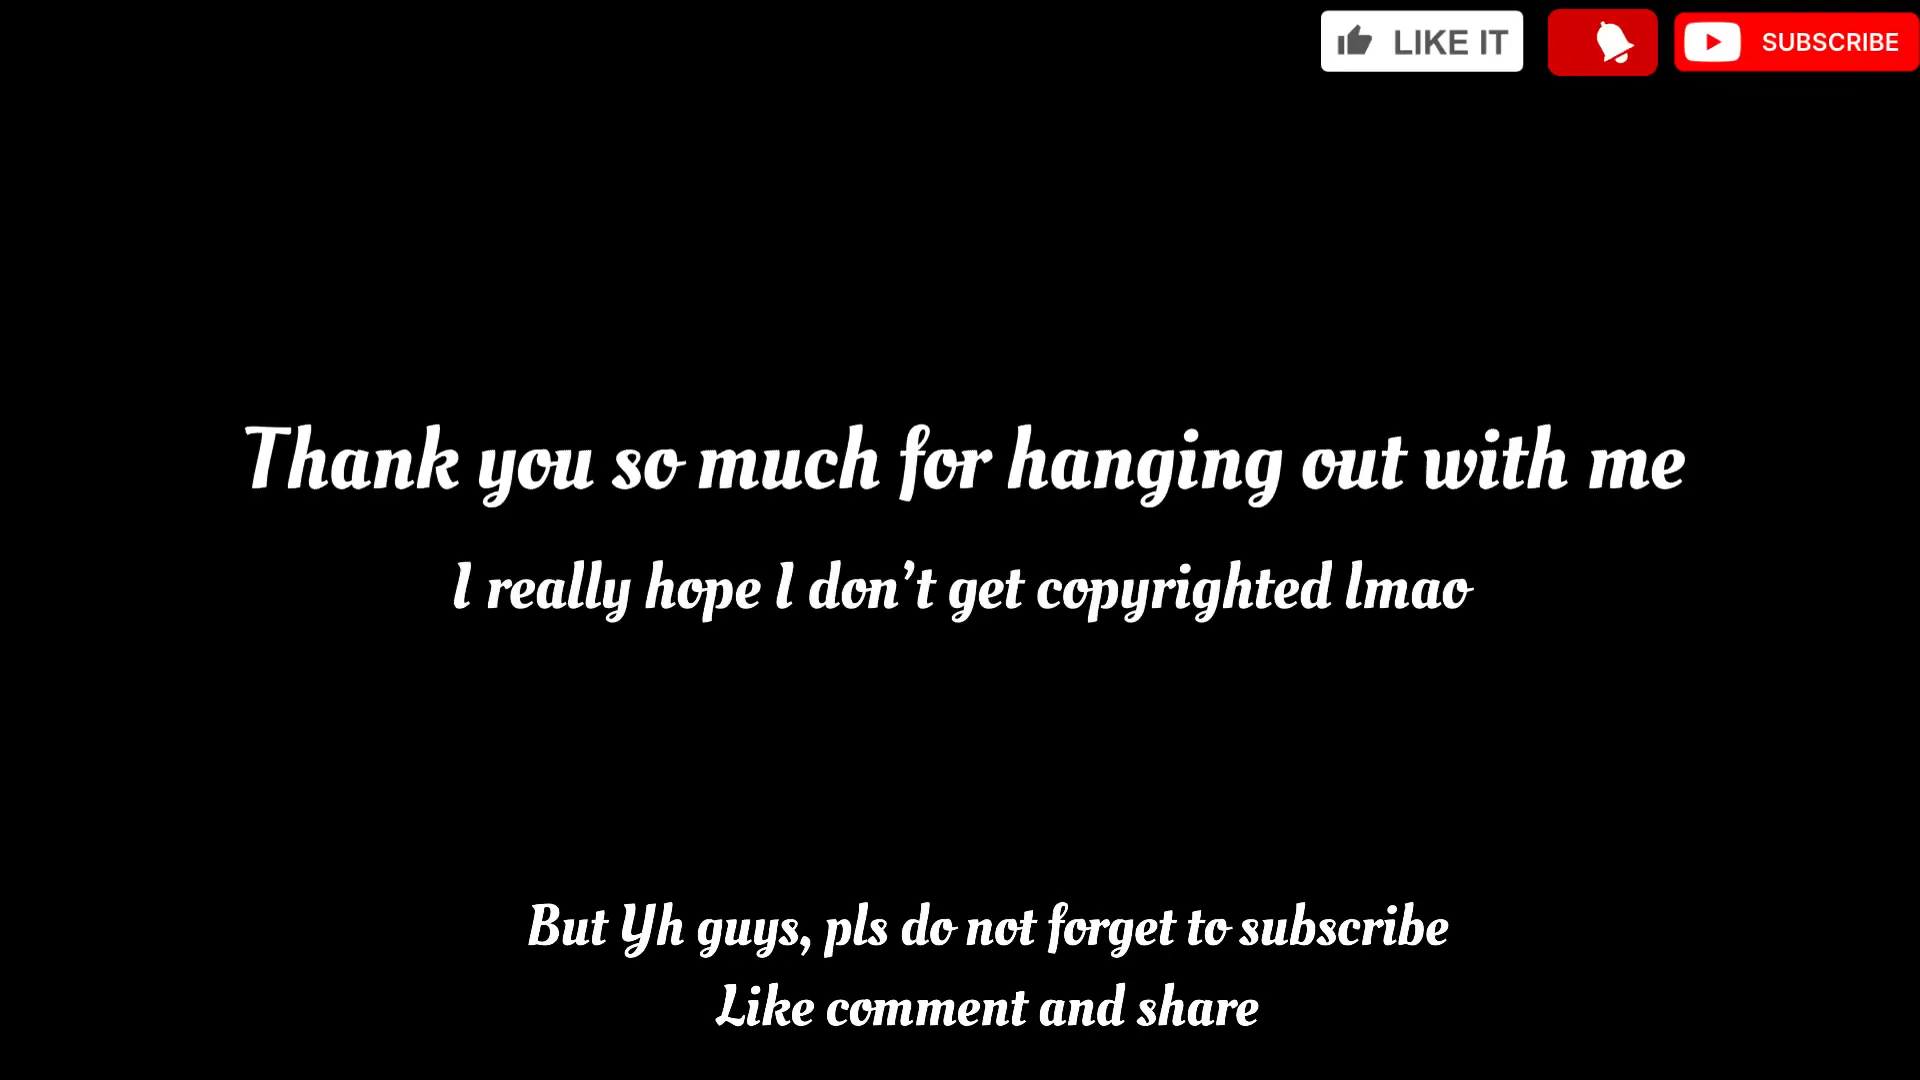 LIKE IT SUBSCRIBE
Thank you so much for hanging out with me
I really hope I don’t get copyrighted lmao
But Yh guys, pls do not forget to subscribe
Like comment and share